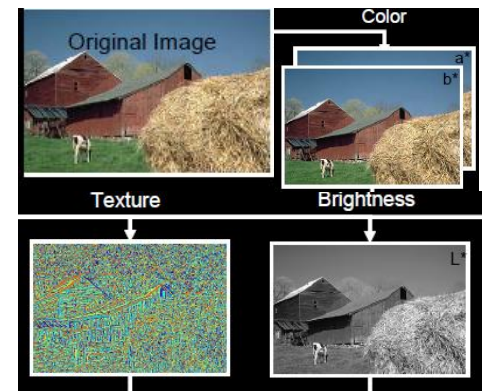 Color
Original Image
a*
b*
Texture
Brightness
L*